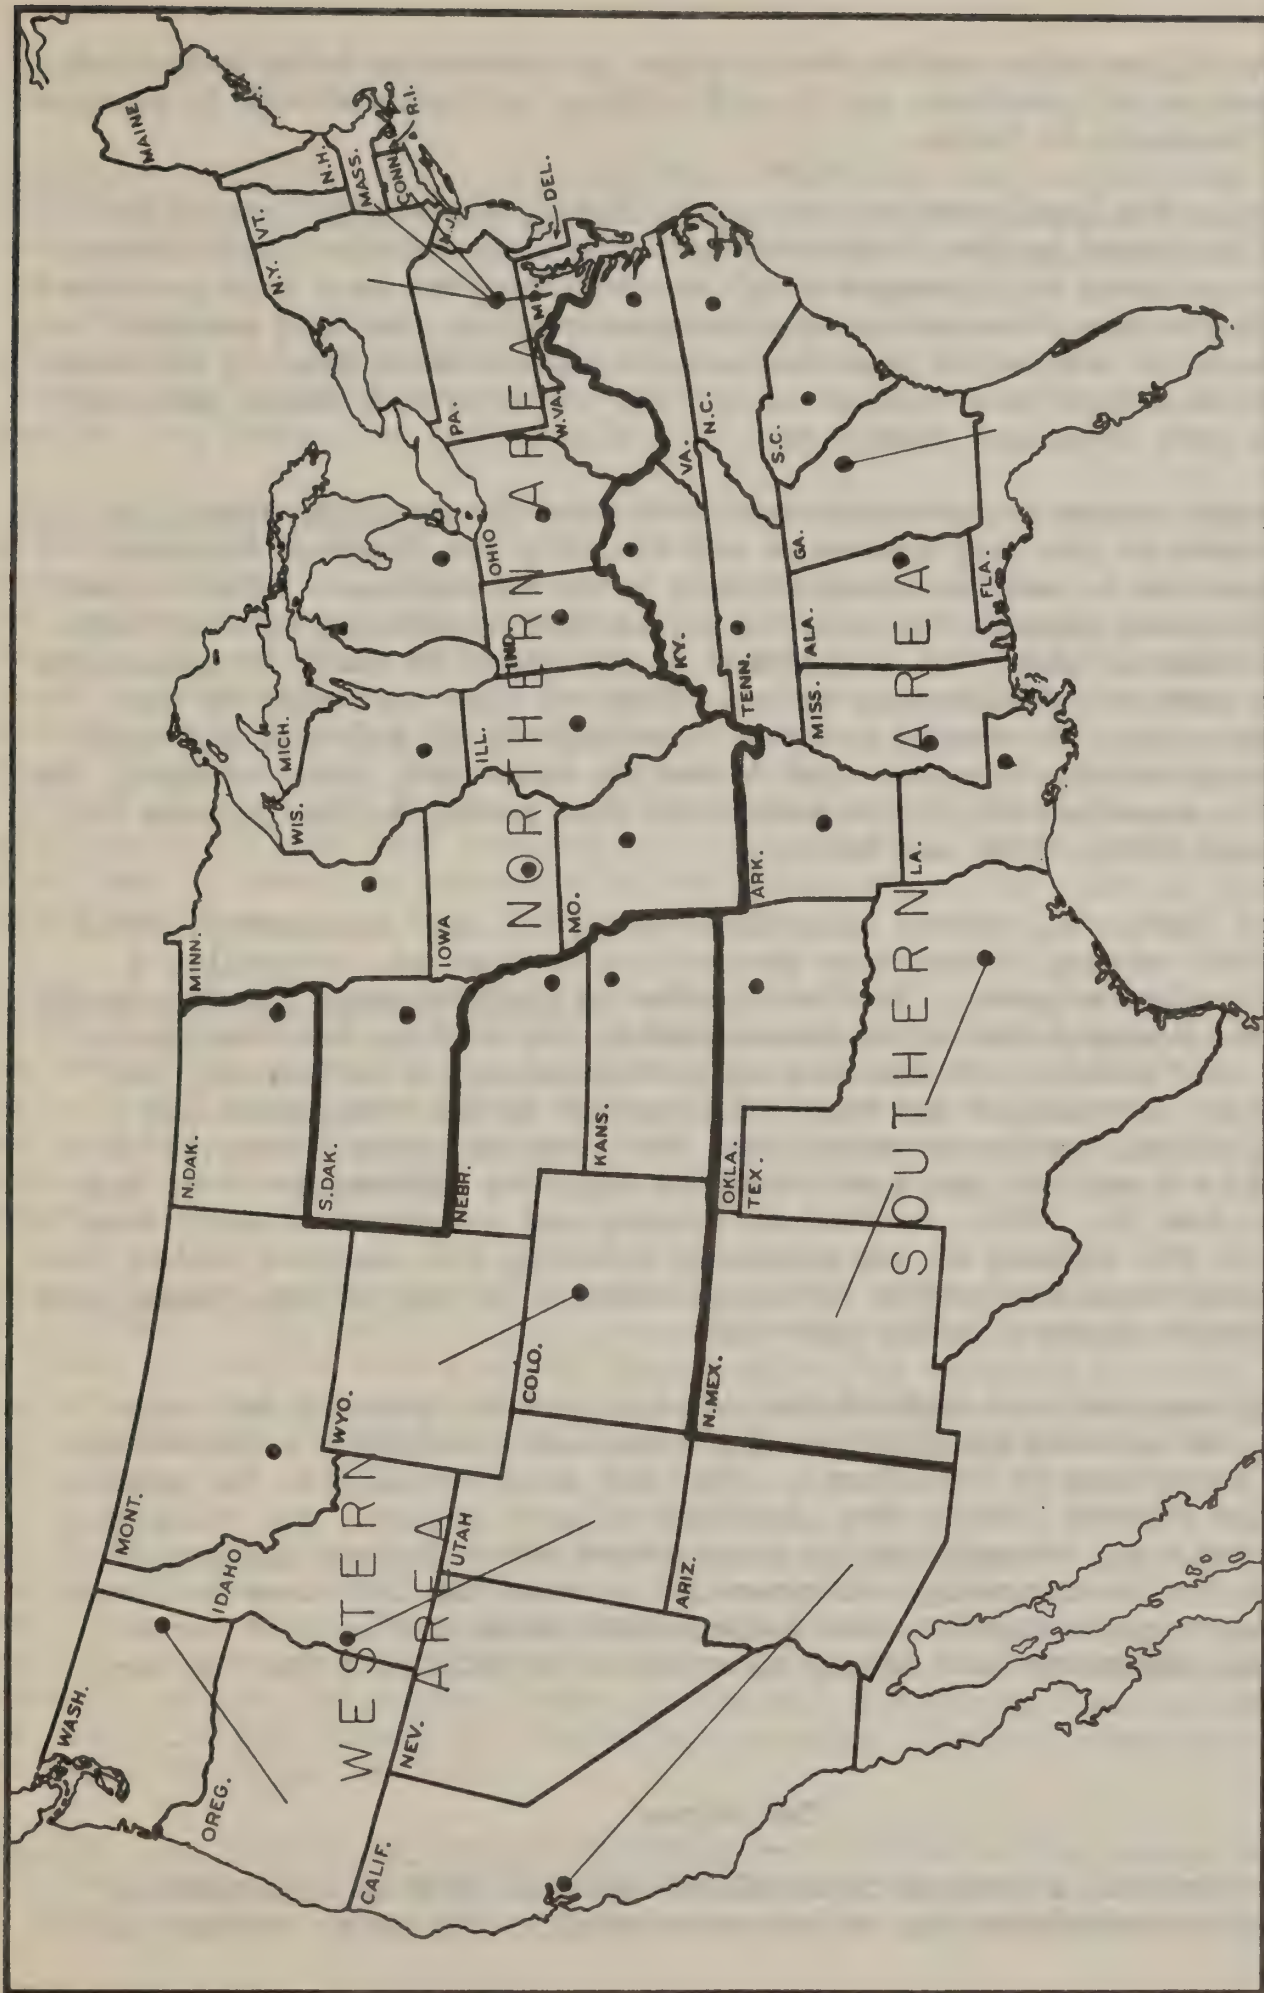 MAINE
N.H.
VT.
MASS.
CONN.
R.I.
N.Y.
N.J.
PA.
DEL.
MD.
W.VA.
VA.
N.C.
S.C.
GA.
FLA.
ALA.
MISS.
TENN.
KY.
OHIO
IND.
ILL.
MICH.
WIS.
MINN.
IOWA
MO.
ARK.
LA.
N.DAK.
S.DAK.
NEBR.
KANS.
OKLA.
TEX.
MONT.
WYO.
COLO.
N.MEX.
IDAHO
UTAH
ARIZ.
WASH.
OREG.
NEV.
CALIF.
NORTHERN AREA
SOUTHERN AREA
WESTERN
AREA